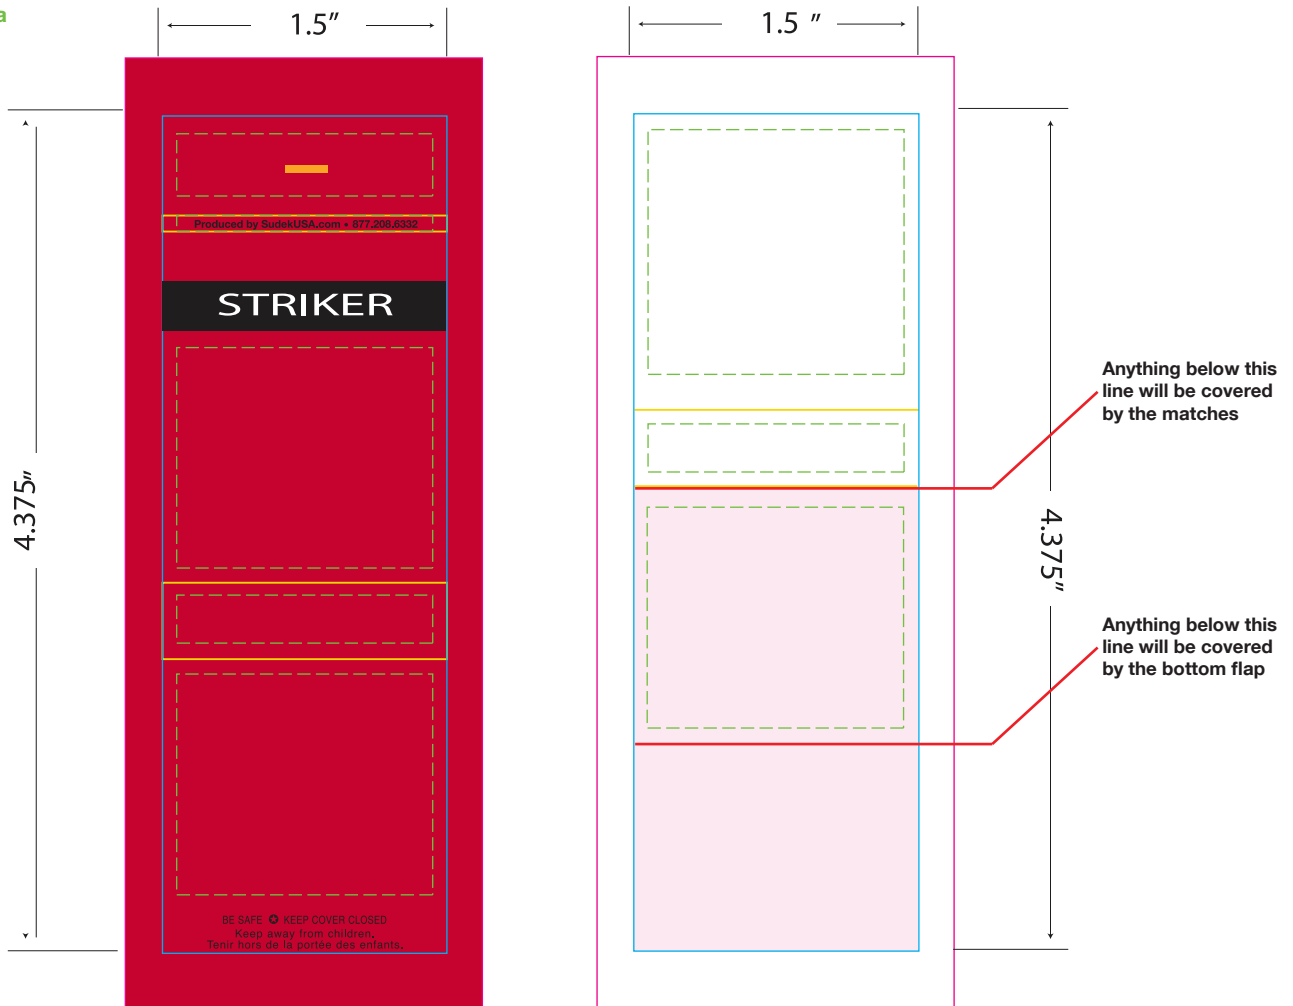 a
1.5”
1.5 ”
Produced by SudekUSA.com • 877.206.6332
STRIKER
4.375”
BE SAFE ✪ KEEP COVER CLOSED
Keep away from children.
Tenir hors de la portée des enfants.
Anything below this
line will be covered
by the matches
4.375”
Anything below this
line will be covered
by the bottom flap